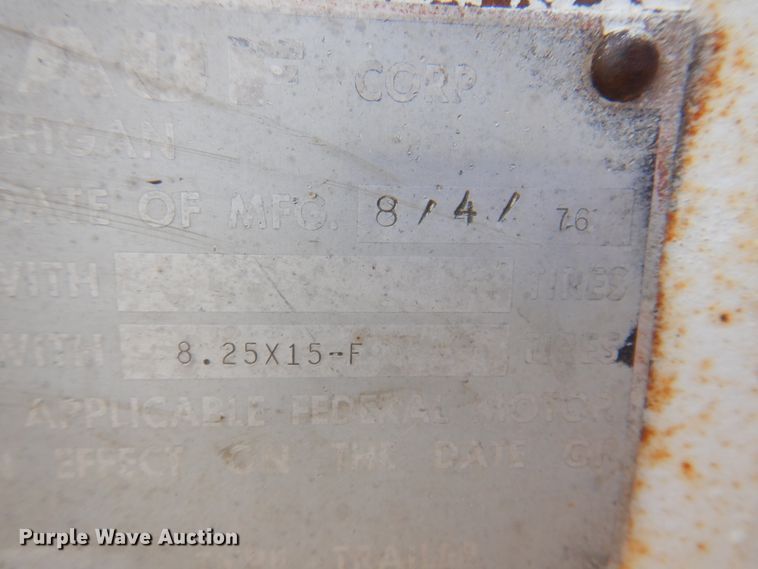 CORP.
HIGAN
DATE OF MFG. 8/4/ 76
WITH TIRES
WITH 8.25X15-F TIRES
APPLICABLE FEDERAL MOTOR
EFFECT ON THE DATE OF
TRAILER
Purple Wave Auction